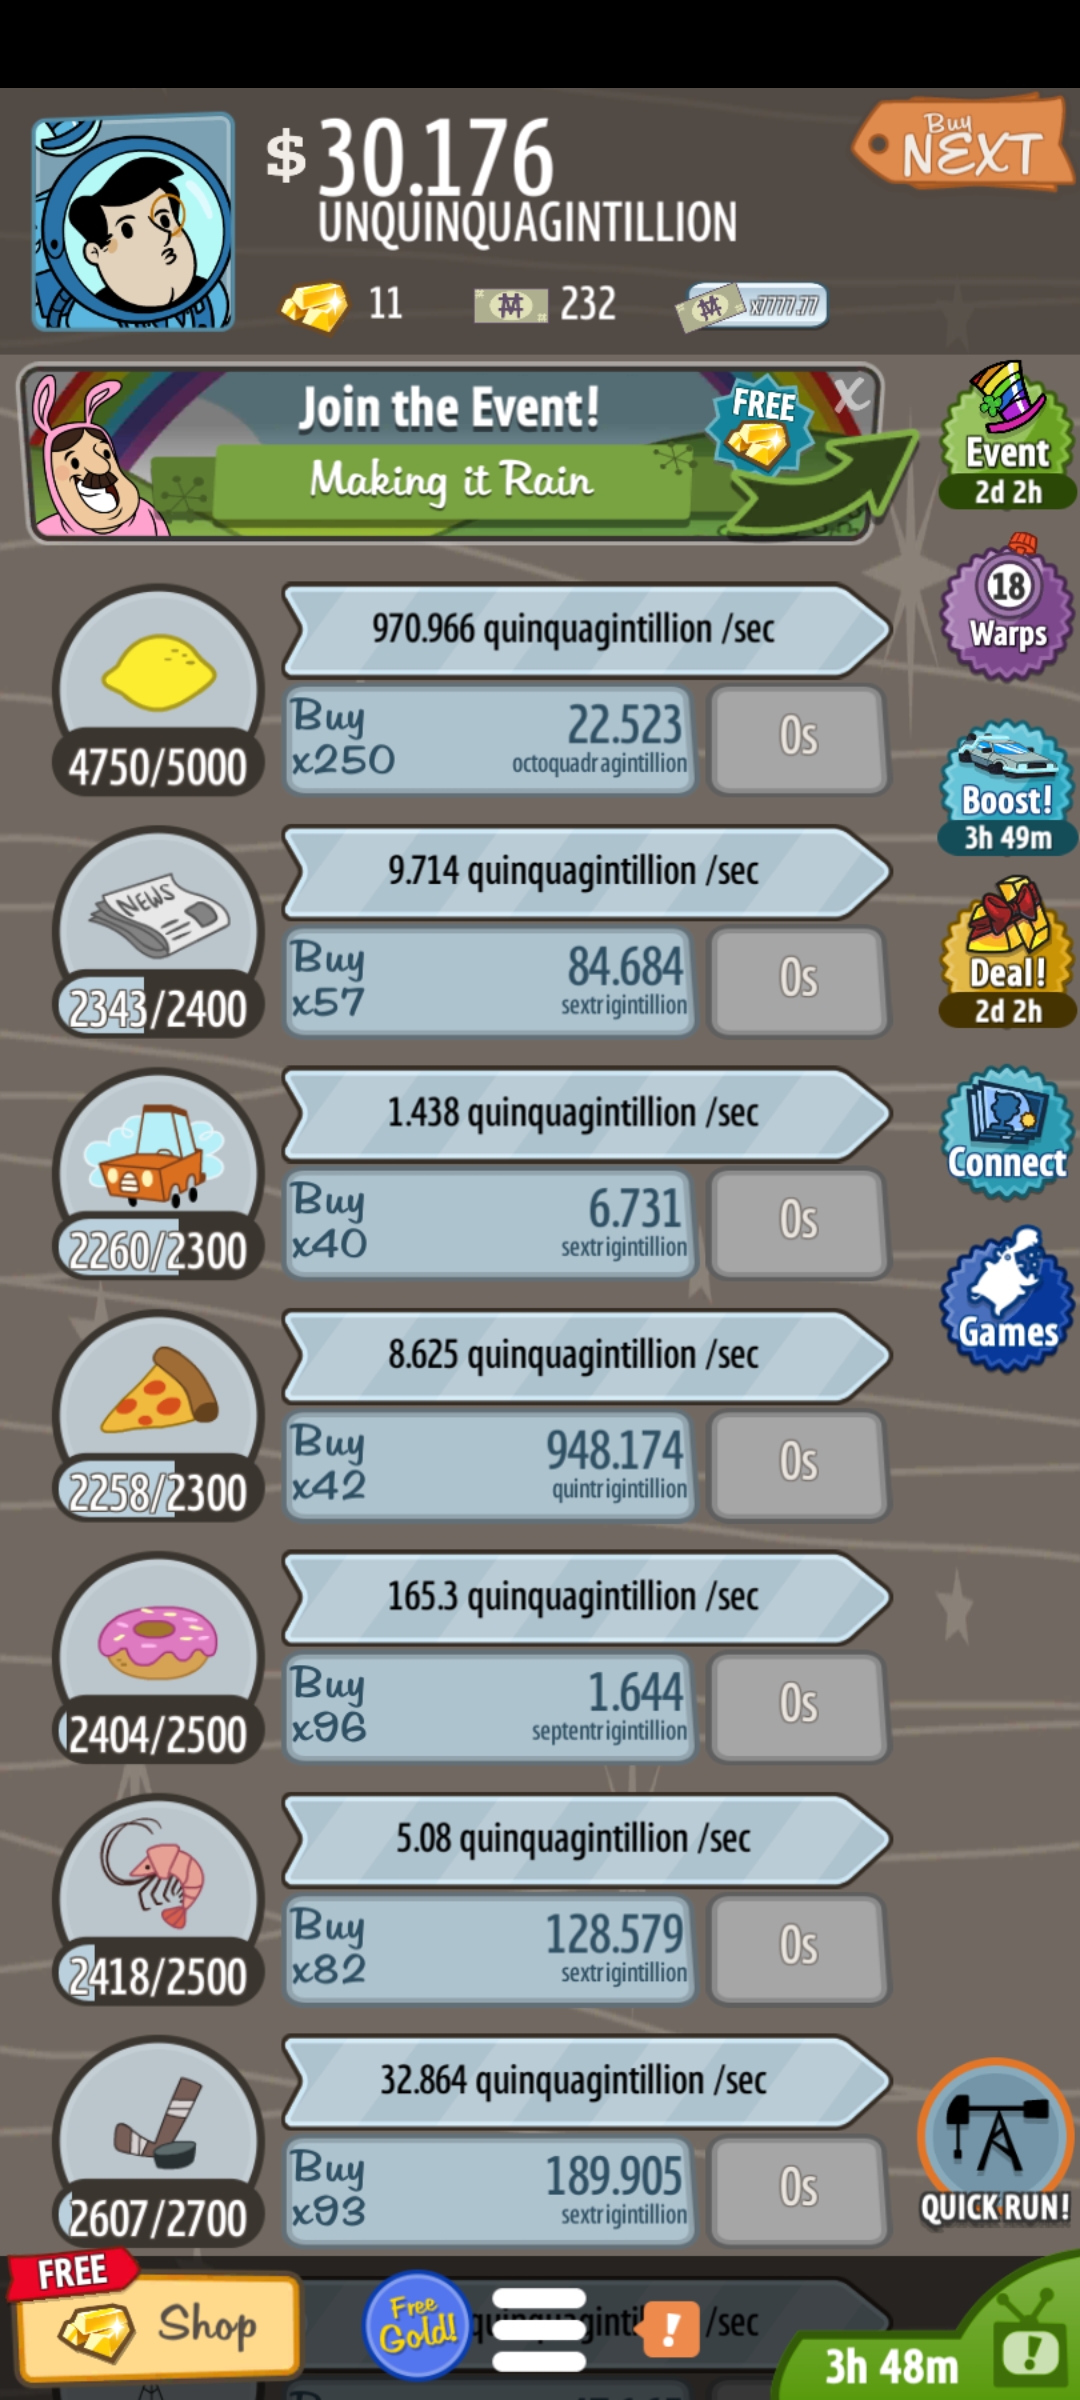 $ 30.176
UNQUINQUAGINTILLION
Buy
NEXT
11
232
x7777.77
Join the Event!
Making it Rain
FREE
X
Event
2d 2h
970.966 quinquagintillion /sec
4750/5000
Buy
x250
22.523
octoquadragintillion
0s
18
Warps
9.714 quinquagintillion /sec
NEWS
2343/2400
Buy
x57
84.684
sextrigintillion
0s
Boost!
3h 49m
Deal!
2d 2h
1.438 quinquagintillion /sec
2260/2300
Buy
x40
6.731
sextrigintillion
0s
Connect
8.625 quinquagintillion /sec
2258/2300
Buy
x42
948.174
quintrigintillion
0s
Games
165.3 quinquagintillion /sec
2404/2500
Buy
x96
1.644
septentrigintillion
0s
5.08 quinquagintillion /sec
2418/2500
Buy
x82
128.579
sextrigintillion
0s
32.864 quinquagintillion /sec
2607/2700
Buy
x93
189.905
sextrigintillion
0s
QUICK RUN!
FREE
Shop
Free
Gold!
! /sec
3h 48m
!